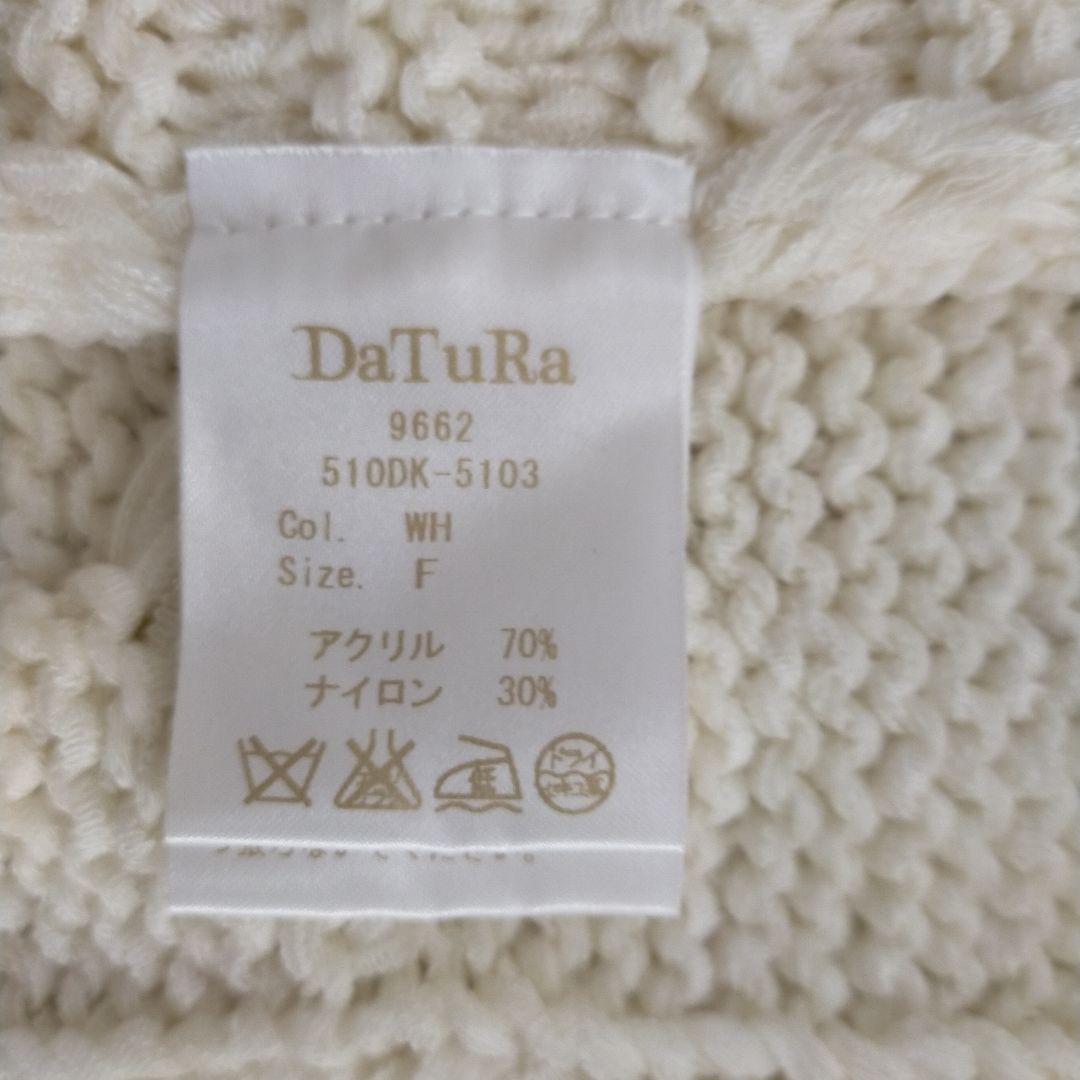 DaTuRa
9662
510DK-5103
Col. WH
Size. F
アクリル 70%
ナイロン 30%
低 ドライ